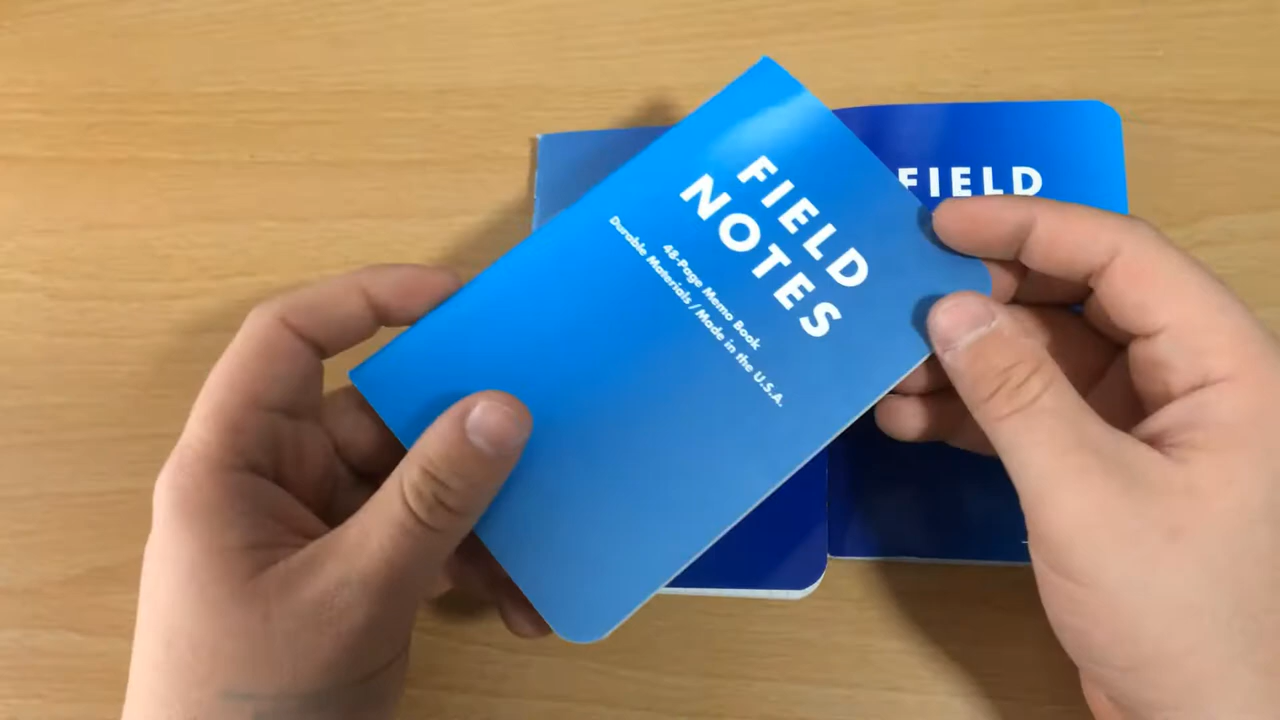 FIELD
NOTES
48-Page Memo Book
Durable Materials / Made in the U.S.A.
FIELD